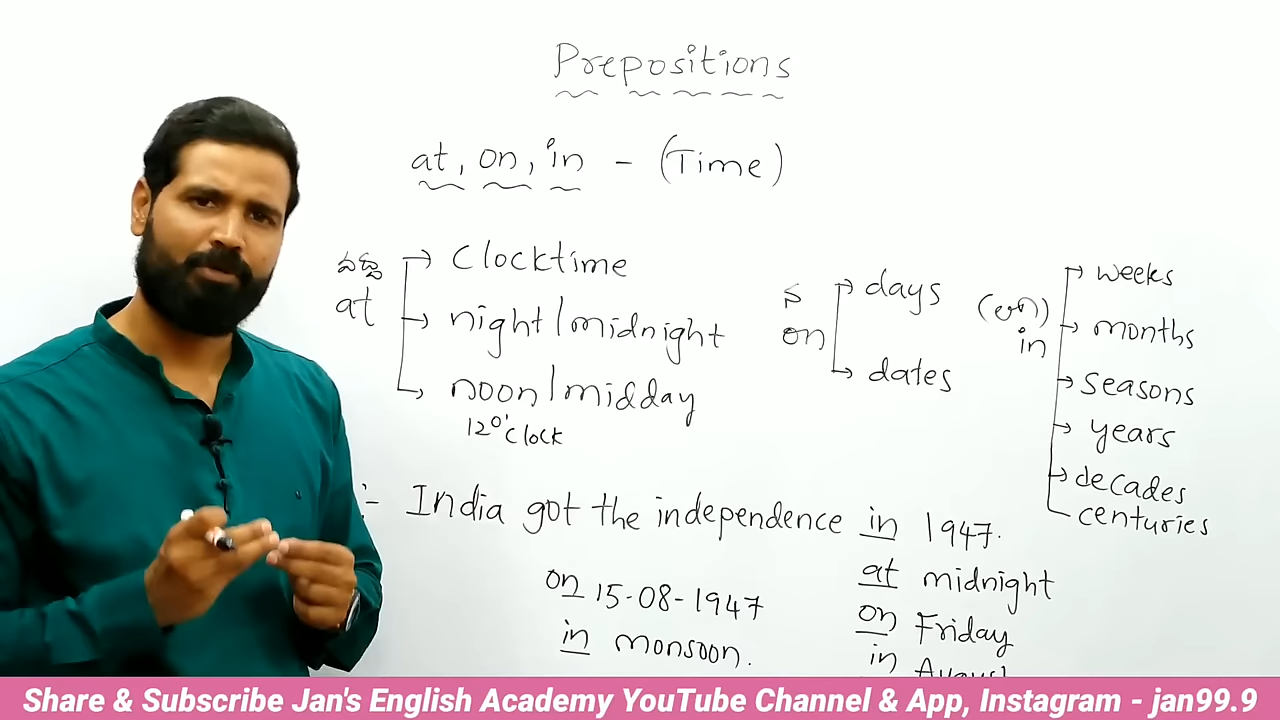 Prepositions
at, on, in - (Time)
at
clocktime
night/midnight
noon/midday
12 o'clock
on
days
dates
in
weeks
months
seasons
years
decades
centuries
:- India got the independence in 1947.
at midnight
on Friday
in August
on 15-08-1947
in monsoon.
Share & Subscribe Jan's English Academy YouTube Channel & App, Instagram - jan99.9